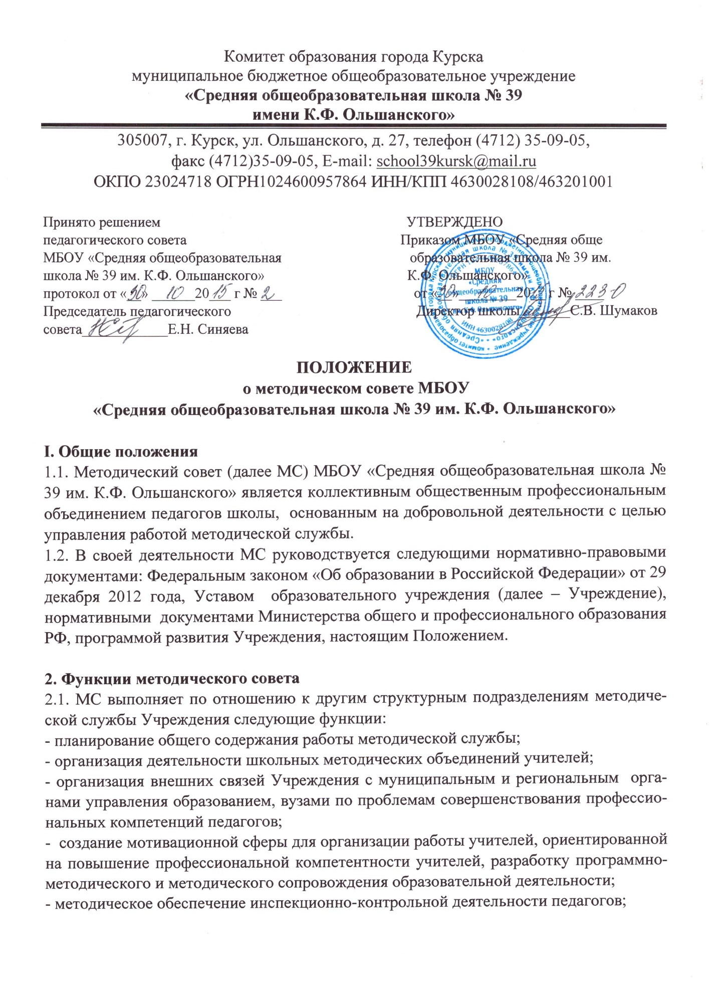 Комитет образования города Курска
муниципальное бюджетное общеобразовательное учреждение
«Средняя общеобразовательная школа № 39
имени К.Ф. Ольшанского»
305007, г. Курск, ул. Ольшанского, д. 27, телефон (4712) 35-09-05,
факс (4712)35-09-05, E-mail: school39kursk@mail.ru
ОКПО 23024718 ОГРН1024600957864 ИНН/КПП 4630028108/463201001
Принято решением
педагогического совета
МБОУ «Средняя общеобразовательная
школа № 39 им. К.Ф. Ольшанского»
протокол от «30» 10 2015 г № 2
Председатель педагогического
совета____________Е.Н. Синяева
УТВЕРЖДЕНО
Приказом МБОУ «Средняя обще
образовательная школа № 39 им.
К.Ф. Ольшанского»
от «30» 10 20 г № 223-О
Директор школы_______С.В. Шумаков
МБОУ
«Средняя
общеобразовательная
школа № 39
им. К.Ф. Ольшанского»
ИНН 4630028108
ПОЛОЖЕНИЕ
о методическом совете МБОУ
«Средняя общеобразовательная школа № 39 им. К.Ф. Ольшанского»
I. Общие положения
1.1. Методический совет (далее МС) МБОУ «Средняя общеобразовательная школа №
39 им. К.Ф. Ольшанского» является коллективным общественным профессиональным
объединением педагогов школы, основанным на добровольной деятельности с целью
управления работой методической службы.
1.2. В своей деятельности МС руководствуется следующими нормативно-правовыми
документами: Федеральным законом «Об образовании в Российской Федерации» от 29
декабря 2012 года, Уставом образовательного учреждения (далее – Учреждение),
нормативными документами Министерства общего и профессионального образования
РФ, программой развития Учреждения, настоящим Положением.
2. Функции методического совета
2.1. МС выполняет по отношению к другим структурным подразделениям методиче-
ской службы Учреждения следующие функции:
- планирование общего содержания работы методической службы;
- организация деятельности школьных методических объединений учителей;
- организация внешних связей Учреждения с муниципальным и региональным орга-
нами управления образованием, вузами по проблемам совершенствования профессио-
нальных компетенций педагогов;
- создание мотивационной сферы для организации работы учителей, ориентированной
на повышение профессиональной компетентности учителей, разработку программно-
методического и методического сопровождения образовательной деятельности;
- методическое обеспечение инспекционно-контрольной деятельности педагогов;